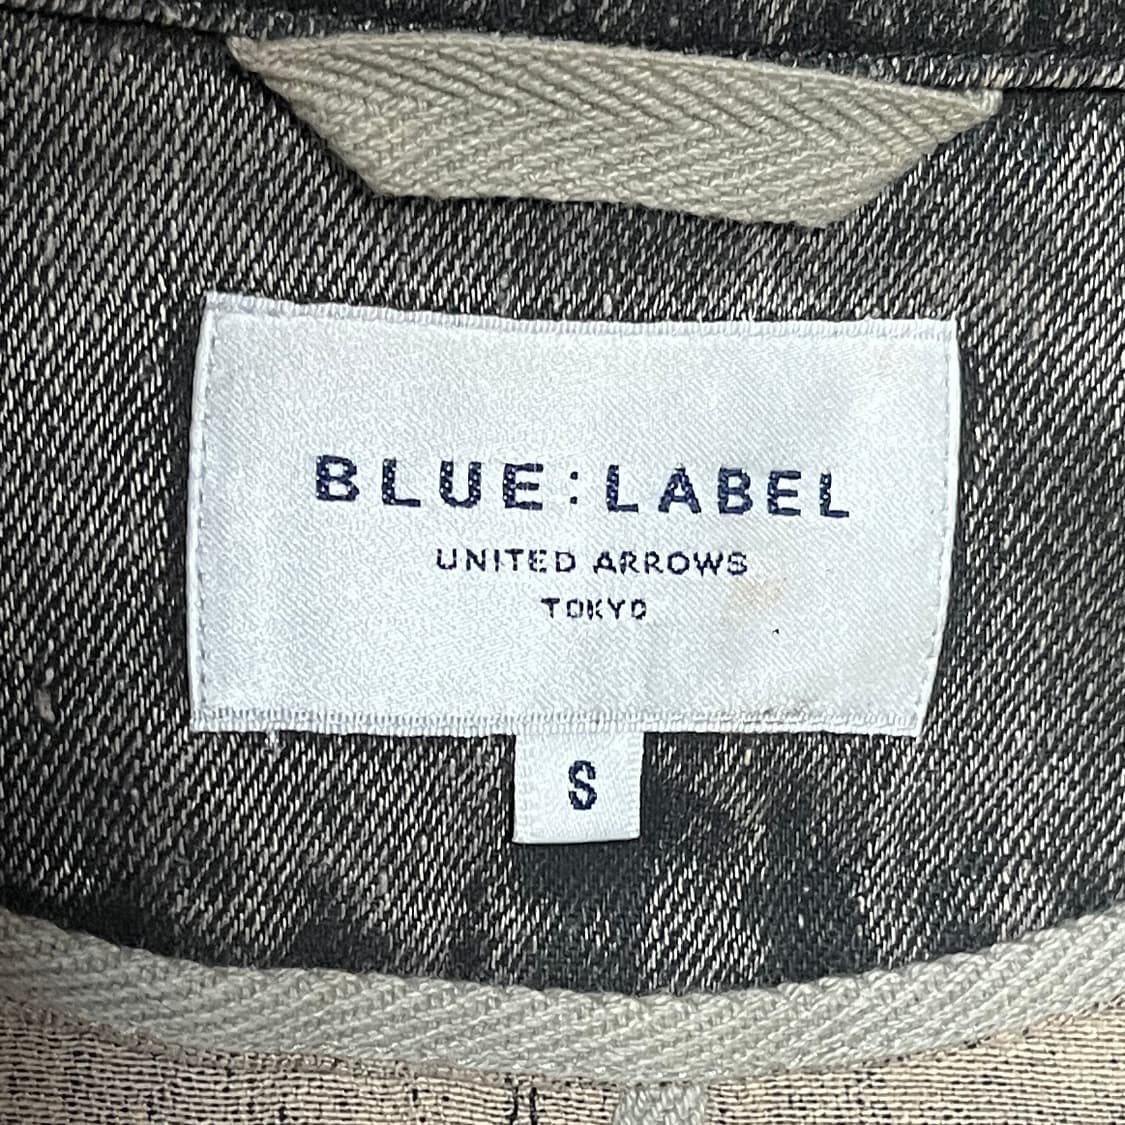 BLUE:LABEL
UNITED ARROWS
TOKYO
S